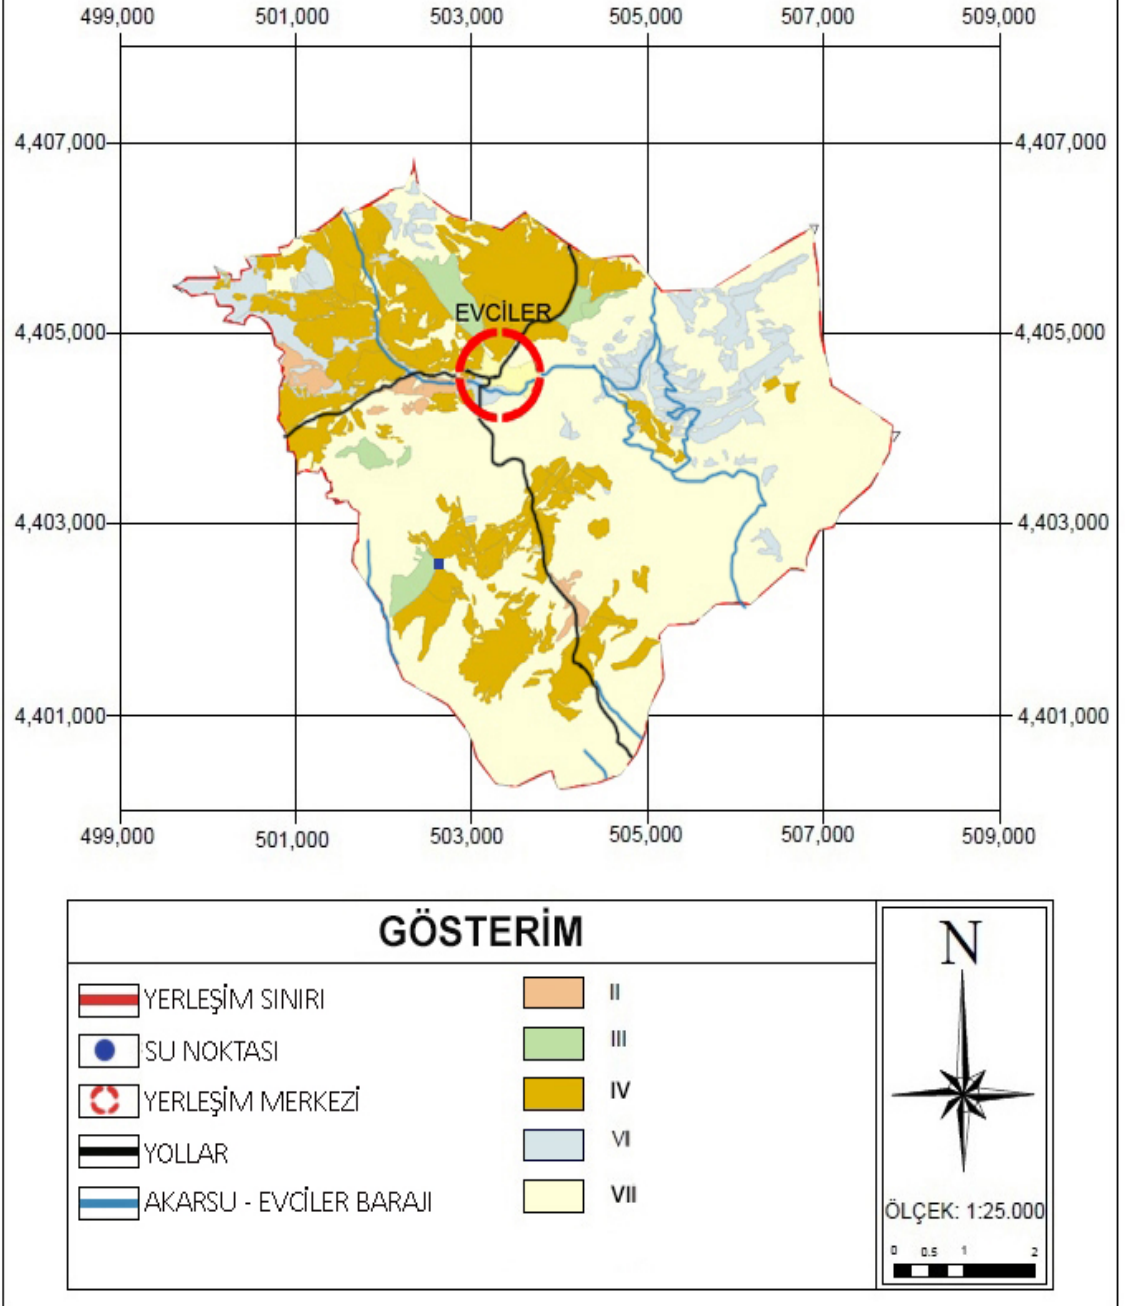 499,000 501,000 503,000 505,000 507,000 509,000
4,407,000 4,407,000
EVCİLER
4,405,000 4,405,000
4,403,000 4,403,000
4,401,000 4,401,000
499,000 501,000 503,000 505,000 507,000 509,000
GÖSTERİM
YERLEŞİM SINIRI
SU NOKTASI
YERLEŞİM MERKEZİ
YOLLAR
AKARSU - EVCİLER BARAJI
II
III
IV
VII
VII
N
ÖLÇEK: 1:25.000
0 0.5 1 2